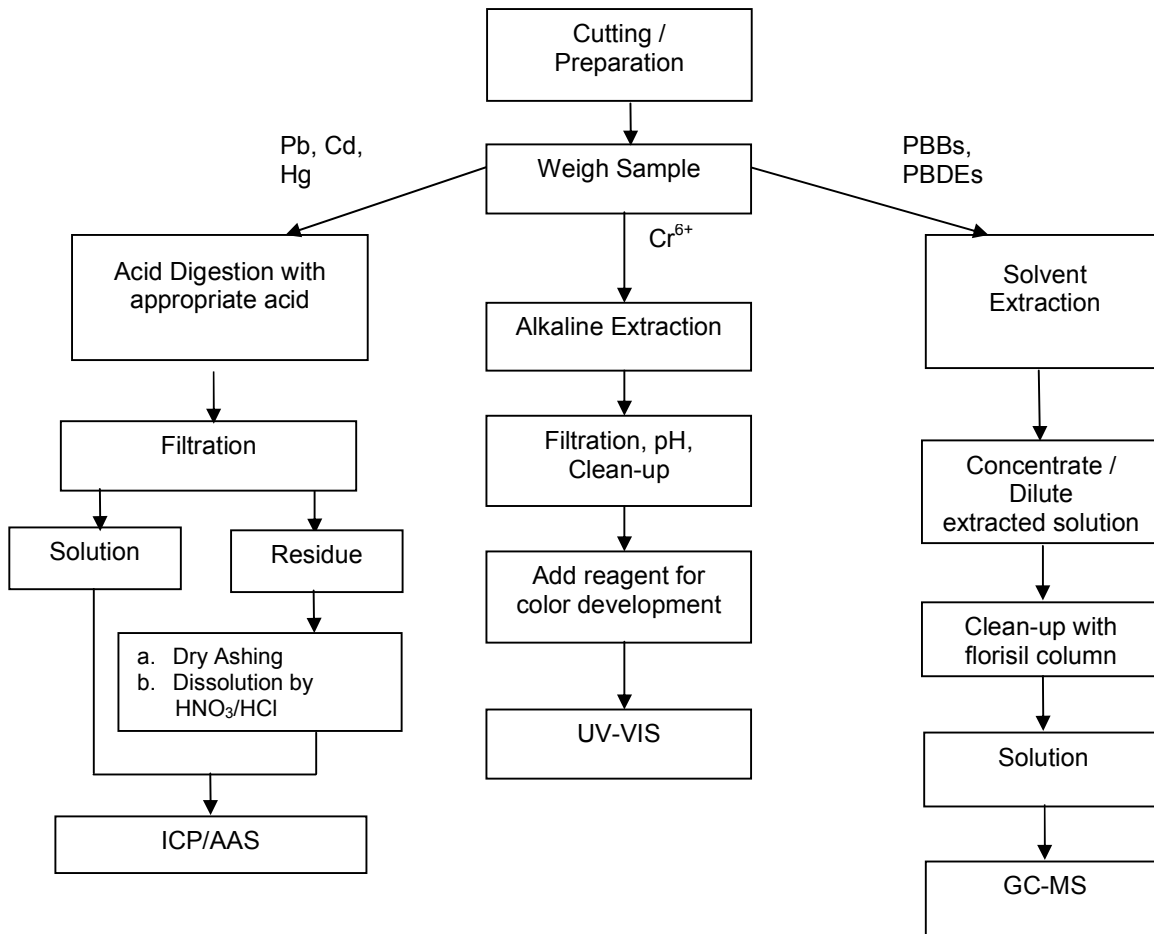 Cutting /
Preparation
Pb, Cd,
Hg
Weigh Sample
PBBs,
PBDEs
Cr⁶⁺
Acid Digestion with
appropriate acid
Solvent
Extraction
Alkaline Extraction
Filtration
Filtration, pH,
Clean-up
Concentrate /
Dilute
extracted solution
Solution
Residue
Add reagent for
color development
a. Dry Ashing
b. Dissolution by
HNO₃/HCl
Clean-up with
florisil column
UV-VIS
Solution
ICP/AAS
GC-MS